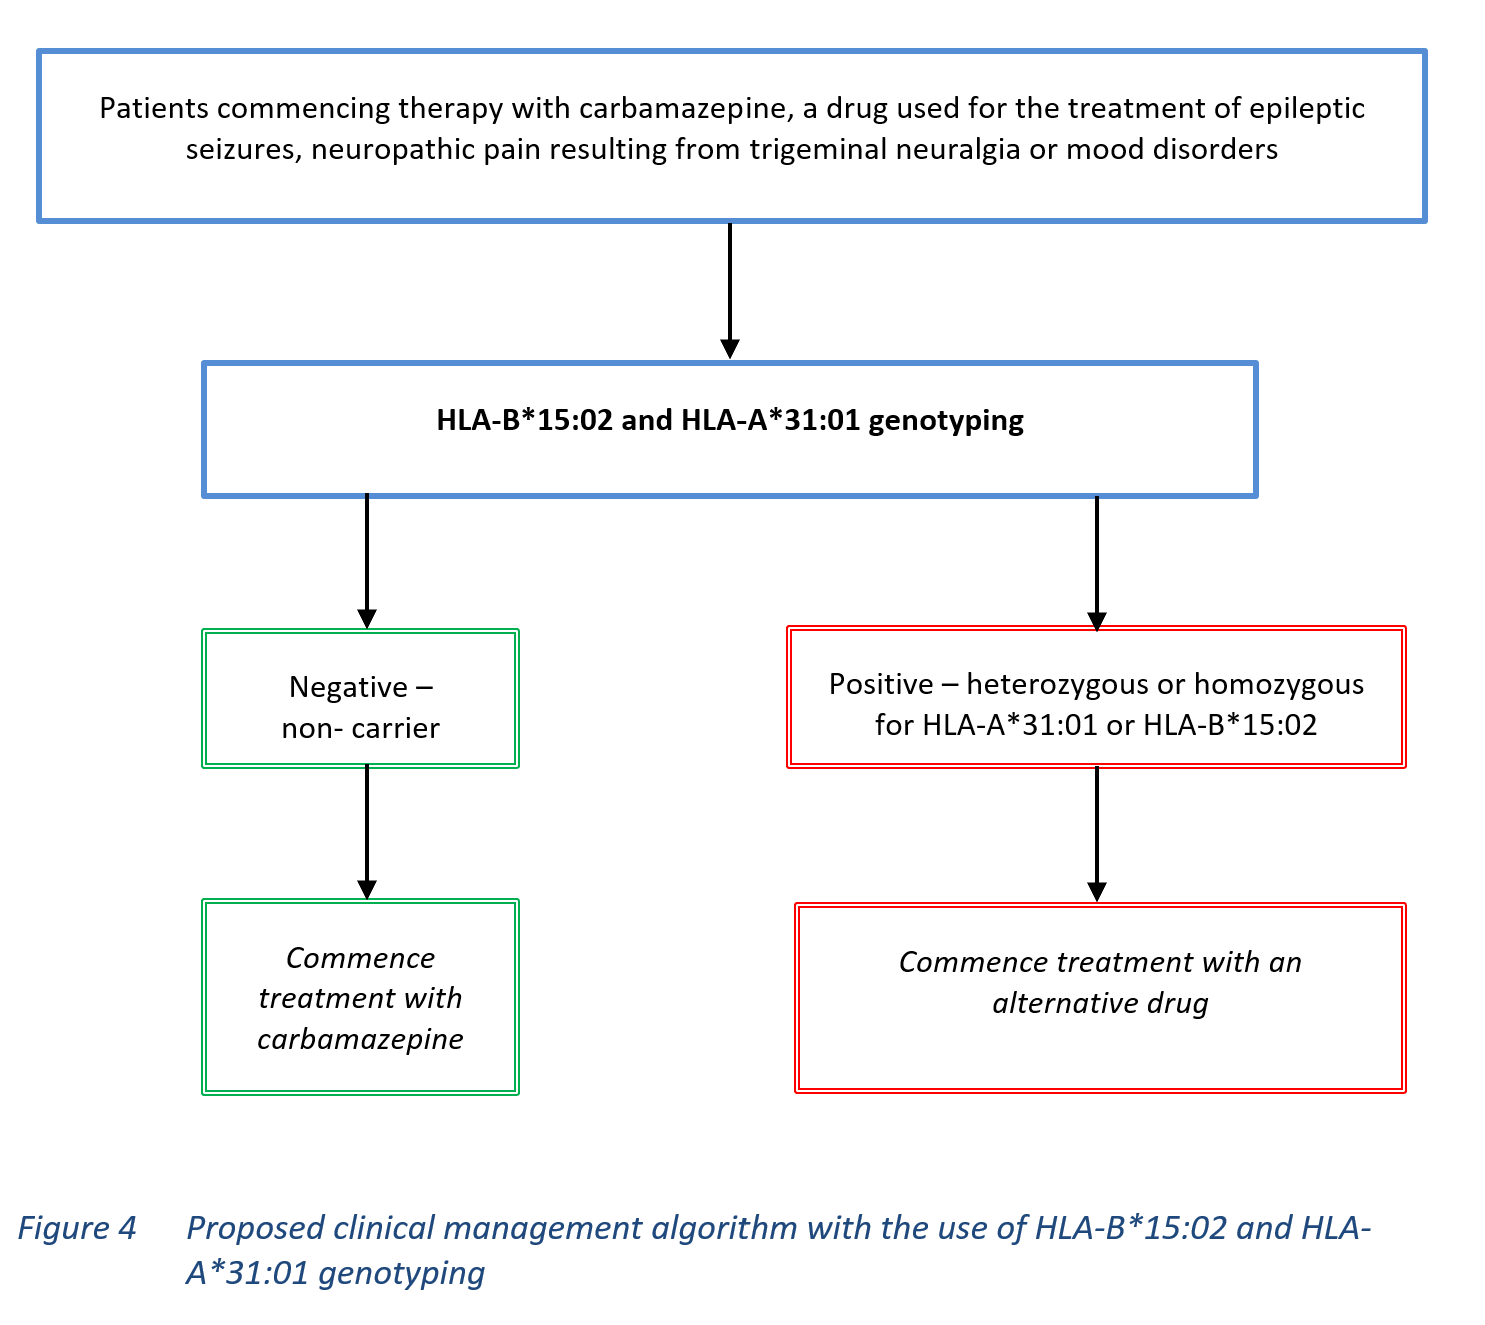 Patients commencing therapy with carbamazepine, a drug used for the treatment of epileptic
seizures, neuropathic pain resulting from trigeminal neuralgia or mood disorders
HLA-B*15:02 and HLA-A*31:01 genotyping
Negative –
non- carrier
Positive – heterozygous or homozygous
for HLA-A*31:01 or HLA-B*15:02
Commence
treatment with
carbamazepine
Commence treatment with an
alternative drug
Figure 4 Proposed clinical management algorithm with the use of HLA-B*15:02 and HLA-
A*31:01 genotyping